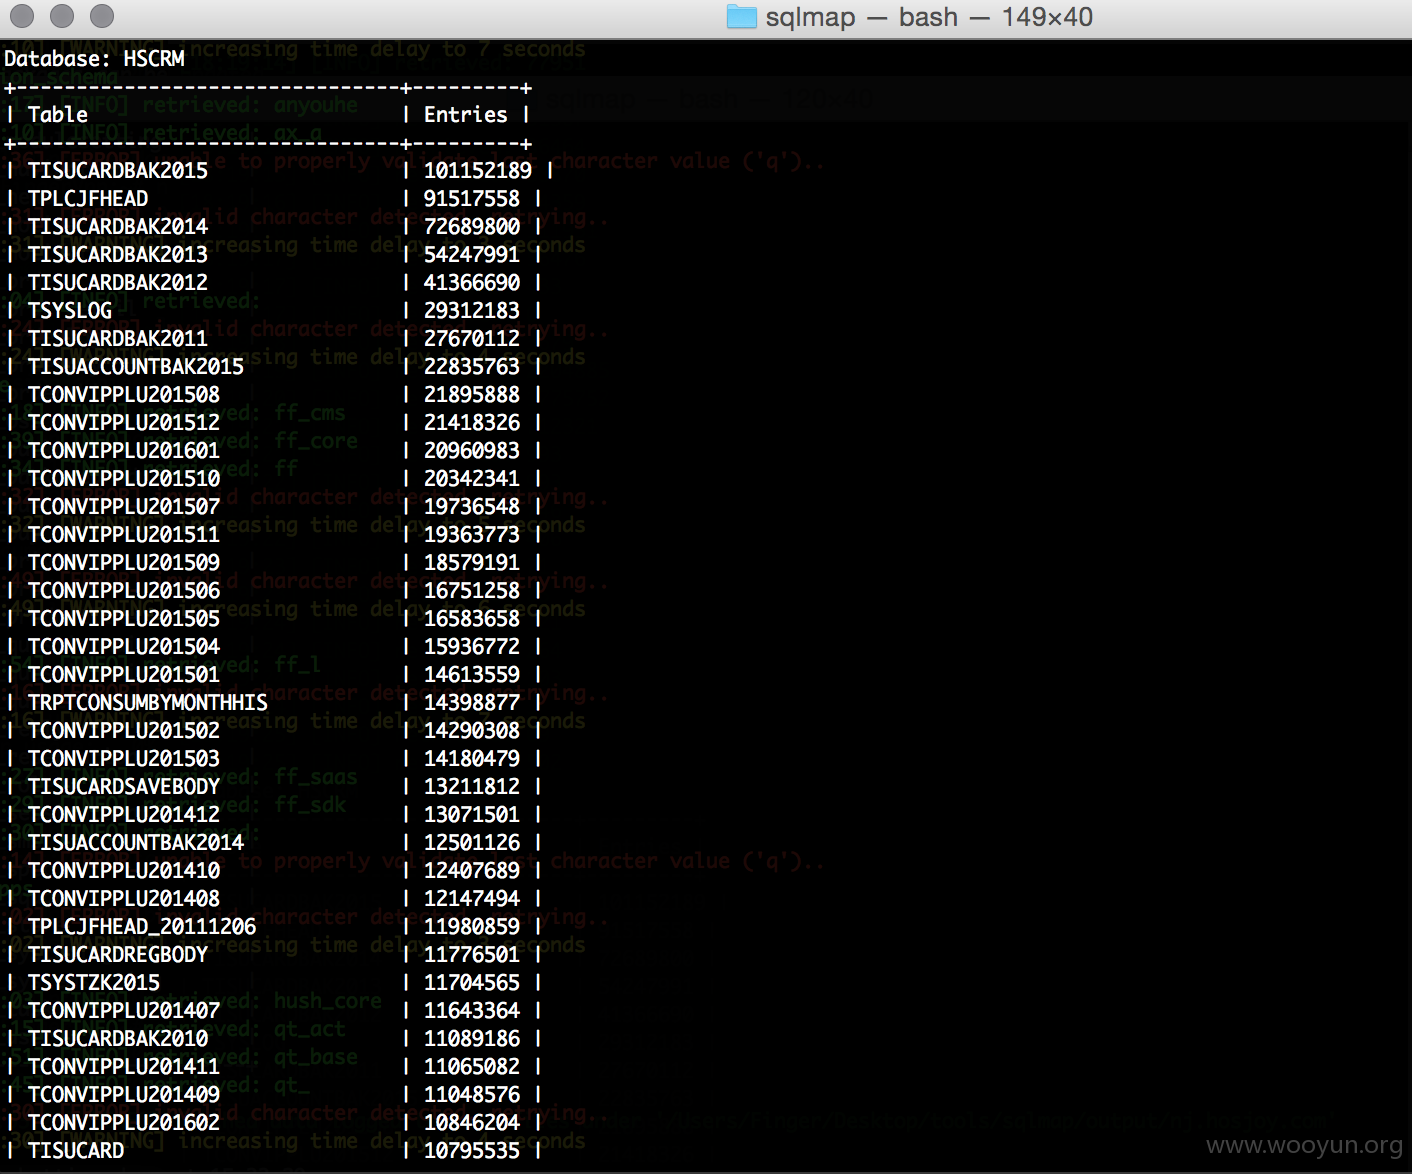 sqlmap — bash — 149×40
Database: HSCRM
+--------------------------------+---------+
| Table | Entries |
+--------------------------------+---------+
| TISUCARDBAK2015 | 101152189 |
| TPLCJFHEAD | 91517558 |
| TISUCARDBAK2014 | 72689800 |
| TISUCARDBAK2013 | 54247991 |
| TISUCARDBAK2012 | 41366690 |
| TSYSLOG | 29312183 |
| TISUCARDBAK2011 | 27670112 |
| TISUACCOUNTBAK2015 | 22835763 |
| TCONVIPPLU201508 | 21895888 |
| TCONVIPPLU201512 | 21418326 |
| TCONVIPPLU201601 | 20960983 |
| TCONVIPPLU201510 | 20342341 |
| TCONVIPPLU201507 | 19736548 |
| TCONVIPPLU201511 | 19363773 |
| TCONVIPPLU201509 | 18579191 |
| TCONVIPPLU201506 | 16751258 |
| TCONVIPPLU201505 | 16583658 |
| TCONVIPPLU201504 | 15936772 |
| TCONVIPPLU201501 | 14613559 |
| TRPTCONSUMBYMONTHHIS | 14398877 |
| TCONVIPPLU201502 | 14290308 |
| TCONVIPPLU201503 | 14180479 |
| TISUCARDSAVEBODY | 13211812 |
| TCONVIPPLU201412 | 13071501 |
| TISUACCOUNTBAK2014 | 12501126 |
| TCONVIPPLU201410 | 12407689 |
| TCONVIPPLU201408 | 12147494 |
| TPLCJFHEAD_20111206 | 11980859 |
| TISUCARDREGBODY | 11776501 |
| TSYSTZK2015 | 11704565 |
| TCONVIPPLU201407 | 11643364 |
| TISUCARDBAK2010 | 11089186 |
| TCONVIPPLU201411 | 11065082 |
| TCONVIPPLU201409 | 11048576 |
| TCONVIPPLU201602 | 10846204 |
| TISUCARD | 10795535 |
www.wooyun.org